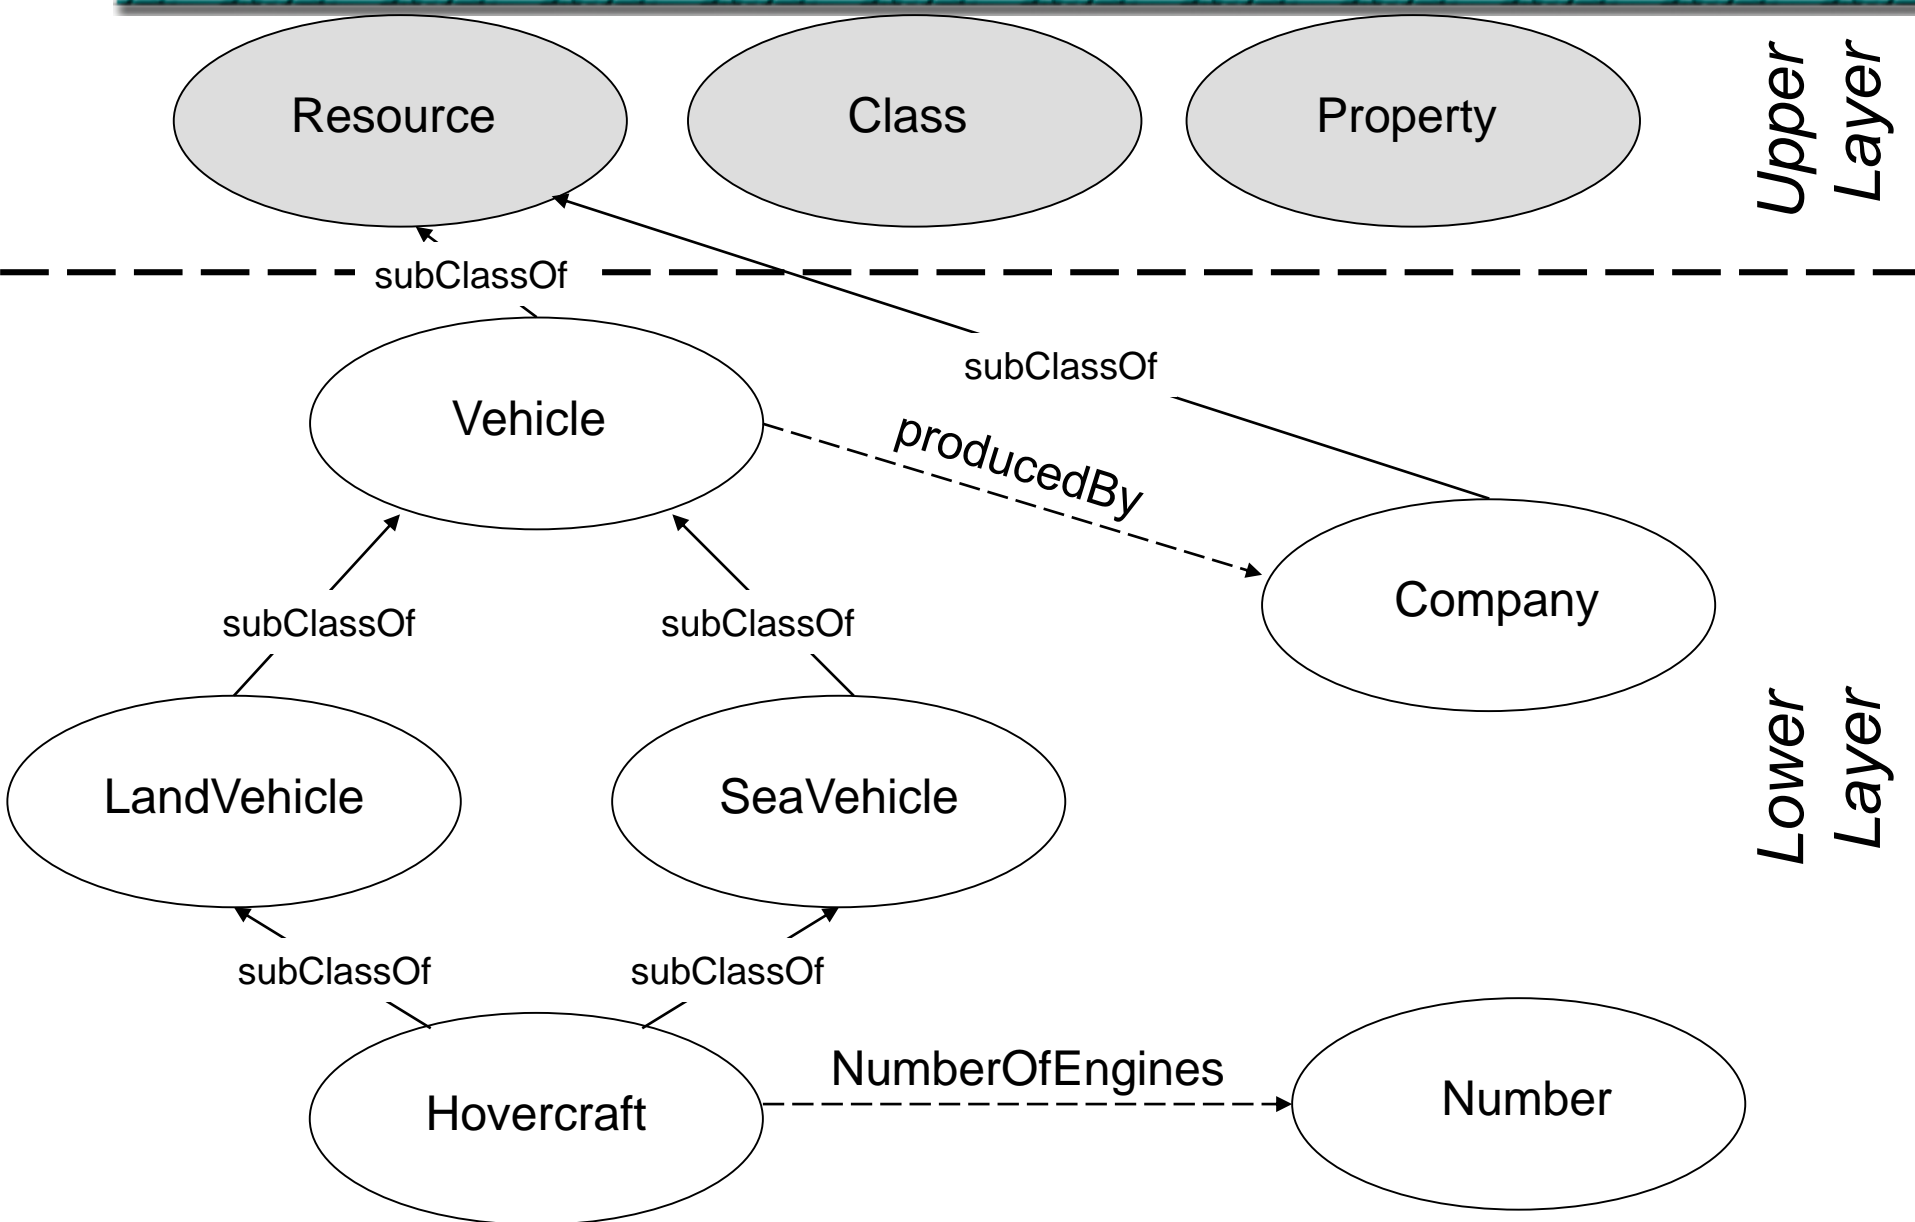 Resource
Class
Property
Upper
Layer
subClassOf
subClassOf
Vehicle
producedBy
Company
subClassOf
subClassOf
LandVehicle
SeaVehicle
Lower
Layer
subClassOf
subClassOf
NumberOfEngines
Hovercraft
Number